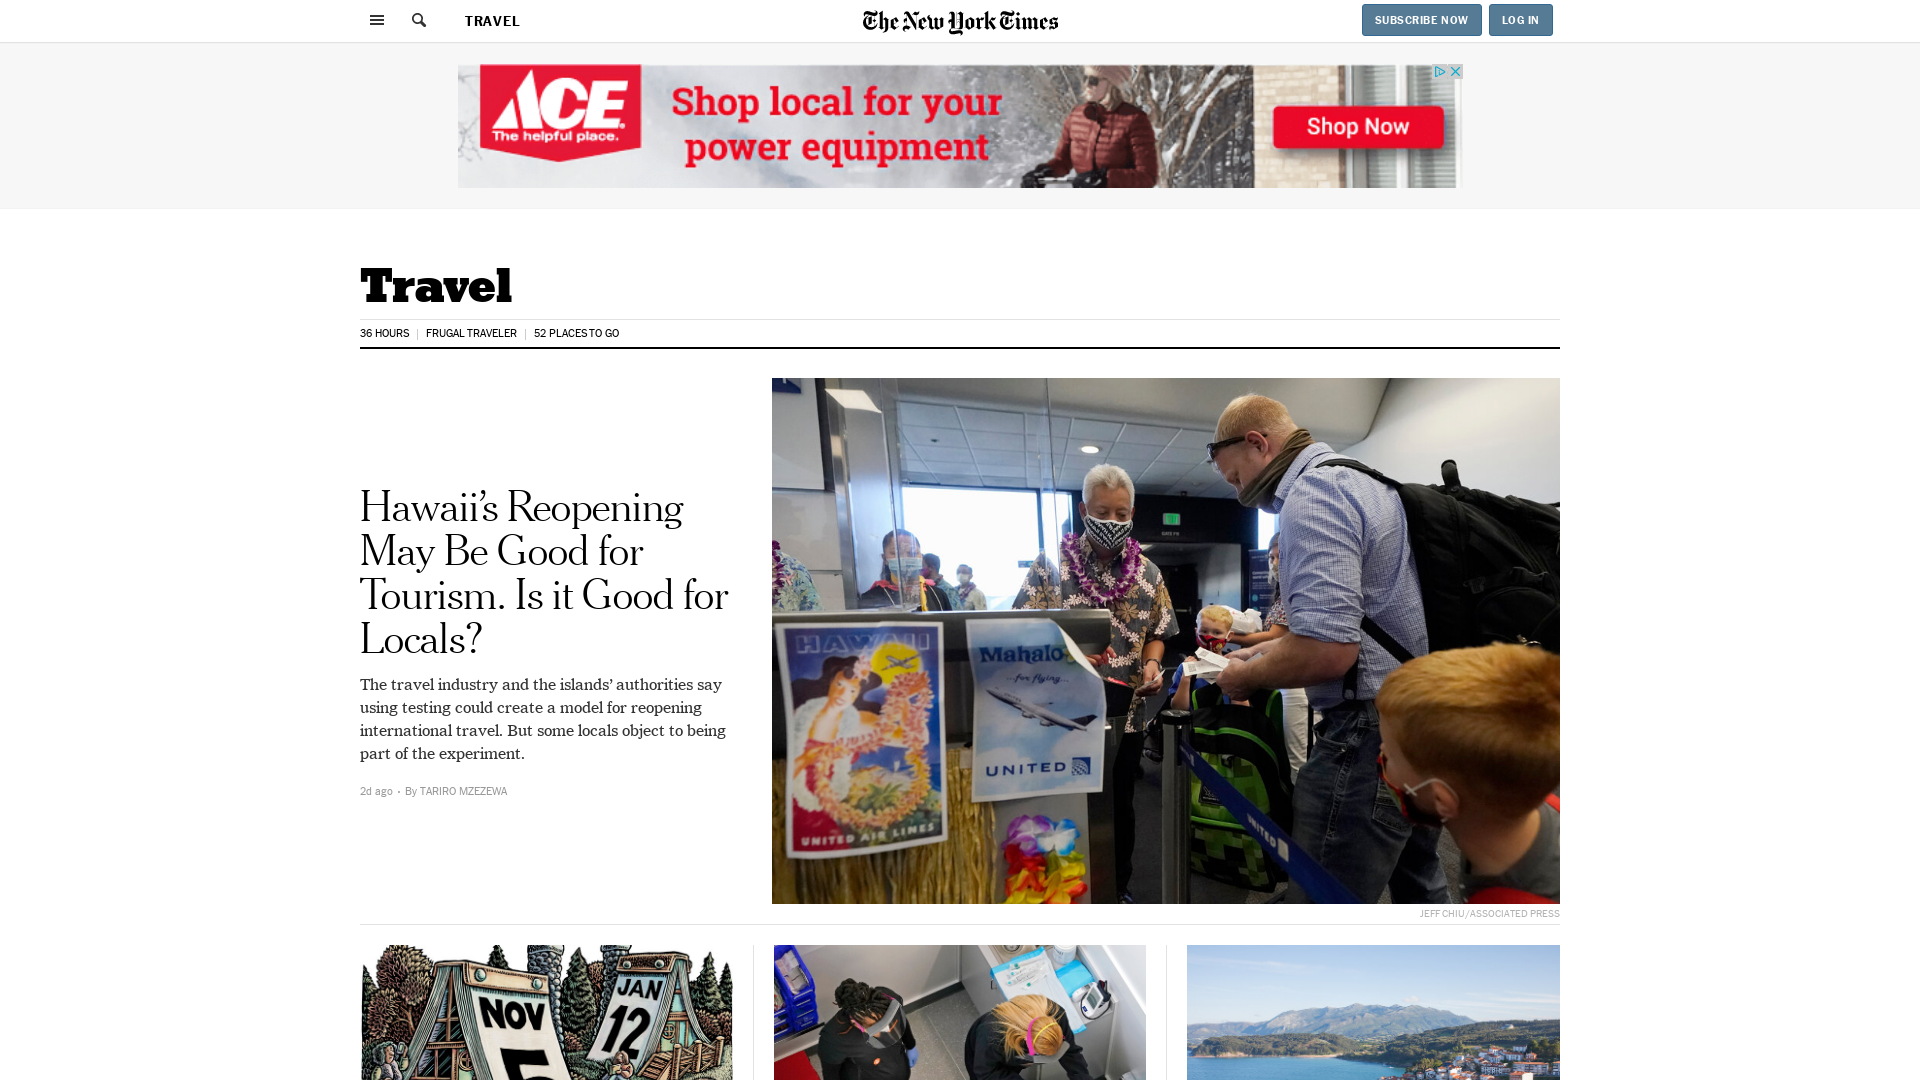 TRAVEL
The New York Times
SUBSCRIBE NOW
LOG IN
ACE
The helpful place.
Shop local for your
power equipment
Shop Now
Travel
36 HOURS
FRUGAL TRAVELER
52 PLACES TO GO
Hawaii’s Reopening
May Be Good for
Tourism. Is it Good for
Locals?
The travel industry and the islands’ authorities say
using testing could create a model for reopening
international travel. But some locals object to being
part of the experiment.
2d ago · By TARIRO MZEZEWA
HAWAII
UNITED AIR LINES
Mahalo
...for flying...
UNITED
UNITED
JEFF CHIU/ASSOCIATED PRESS
NOV
5
JAN
12